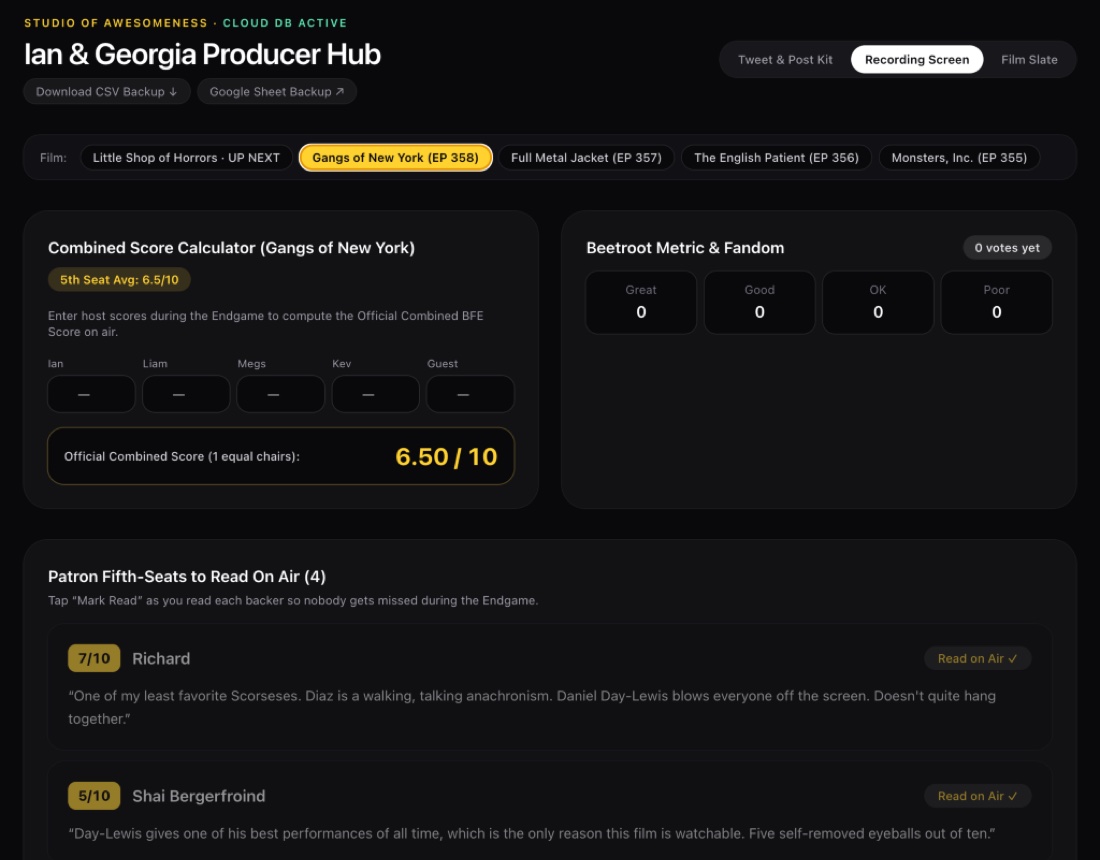 STUDIO OF AWESOMENESS · CLOUD DB ACTIVE
Ian & Georgia Producer Hub
Download CSV Backup ↓
Google Sheet Backup ↗
Tweet & Post Kit
Recording Screen
Film Slate
Film:
Little Shop of Horrors · UP NEXT
Gangs of New York (EP 358)
Full Metal Jacket (EP 357)
The English Patient (EP 356)
Monsters, Inc. (EP 355)
Combined Score Calculator (Gangs of New York)
5th Seat Avg: 6.5/10
Enter host scores during the Endgame to compute the Official Combined BFE
Score on air.
Ian
Liam
Megs
Kev
Guest
—
—
—
—
—
Official Combined Score (1 equal chairs):
6.50 / 10
Beetroot Metric & Fandom
0 votes yet
Great
Good
OK
Poor
0
0
0
0
Patron Fifth-Seats to Read On Air (4)
Tap “Mark Read” as you read each backer so nobody gets missed during the Endgame.
7/10
Richard
Read on Air ✓
“One of my least favorite Scorseses. Diaz is a walking, talking anachronism. Daniel Day-Lewis blows everyone off the screen. Doesn't quite hang
together.”
5/10
Shai Bergerfroind
Read on Air ✓
“Day-Lewis gives one of his best performances of all time, which is the only reason this film is watchable. Five self-removed eyeballs out of ten.”